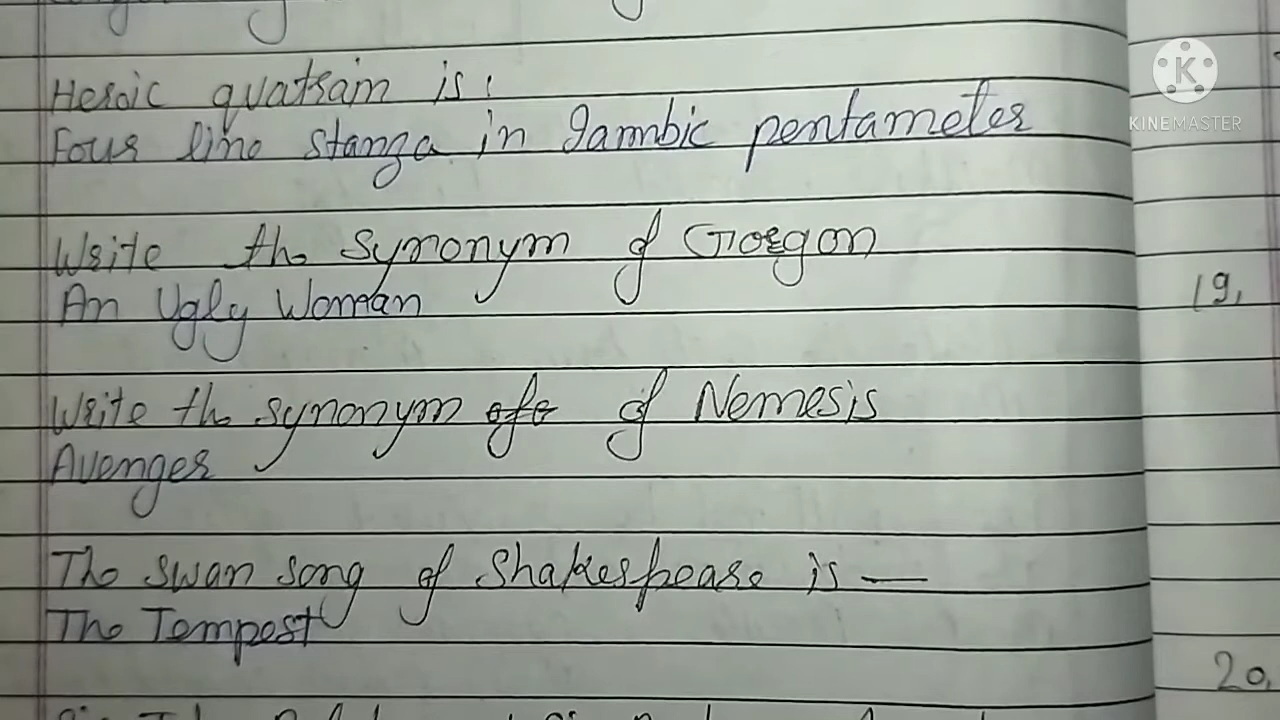 Heroic quatrain is:
Four line stanza in Iambic pentameter
Write the synonym of Gorgon
An Ugly Woman
Write the synonym of of Nemesis
Avenger
The swan song of Shakespeare is —
The Tempest
19,
20,
K
KINEMASTER